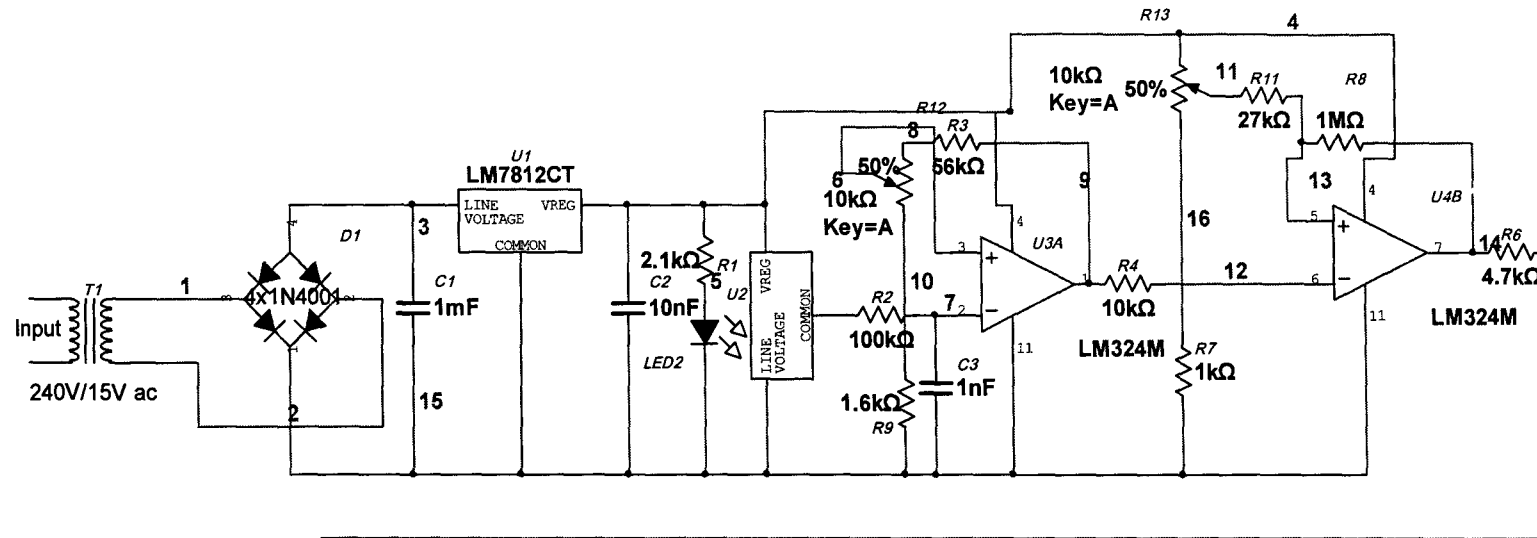 R13
4
10kΩ
Key=A
50%
11
R11
27kΩ
R8
1MΩ
13
4
U4B
5
+
6
−
7
11
14
R6
4.7kΩ
LM324M
16
12
R7
1kΩ
R12
8
R3
56kΩ
50%
6
10kΩ
Key=A
9
4
U3A
3
+
2
−
1
11
R4
10kΩ
LM324M
10
7
R2
100kΩ
C3
1nF
1.6kΩ
R9
U1
LM7812CT
LINE
VOLTAGE
VREG
COMMON
3
D1
4
3
4x1N4001
2
1
1
T1
Input
240V/15V ac
2
15
C1
1mF
C2
10nF
2.1kΩ
R1
5
LED2
U2
VREG
LINE
VOLTAGE
COMMON